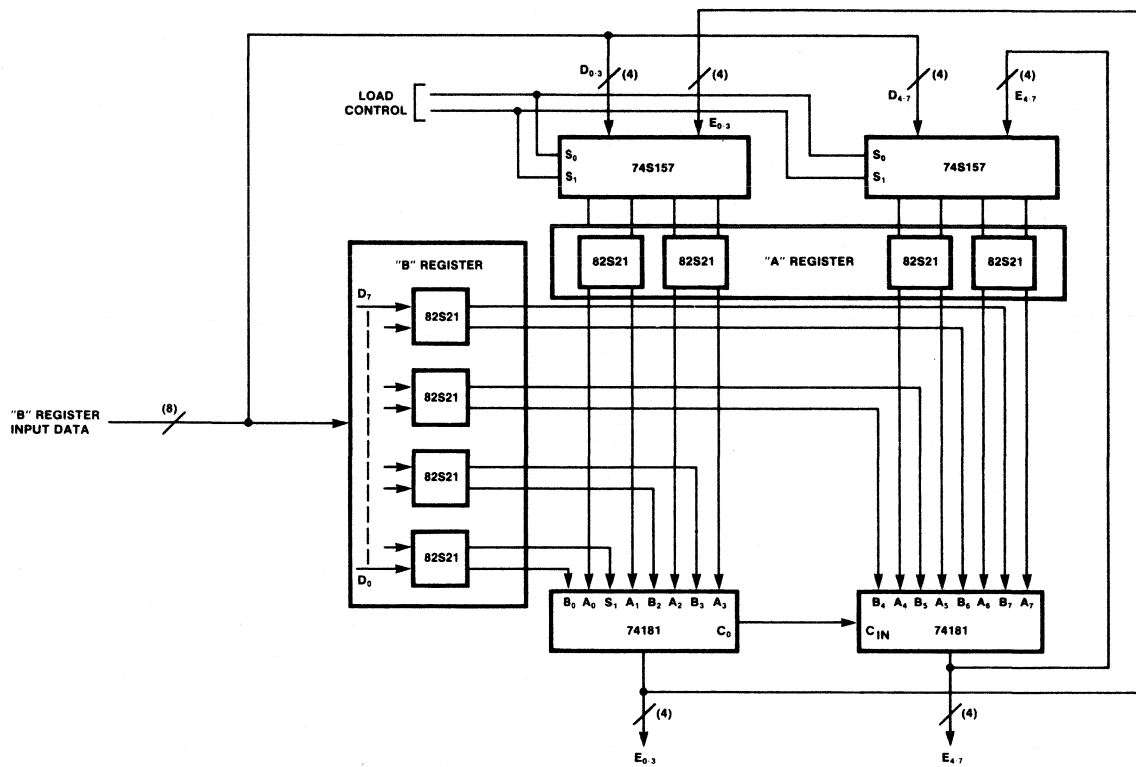 (4) (4) (4) (4)
D0-3 D4-7 E4-7
LOAD
CONTROL
E0-3
S0
S1
74S157
S0
S1
74S157
82S21 82S21 "A" REGISTER 82S21 82S21
"B" REGISTER
D7
82S21
82S21
82S21
82S21
D0
"B" REGISTER
INPUT DATA
(8)
B0 A0 S1 A1 B2 A2 B3 A3
74181 C0
B4 A4 B5 A5 B6 A6 B7 A7
CIN 74181
(4) (4)
E0-3 E4-7